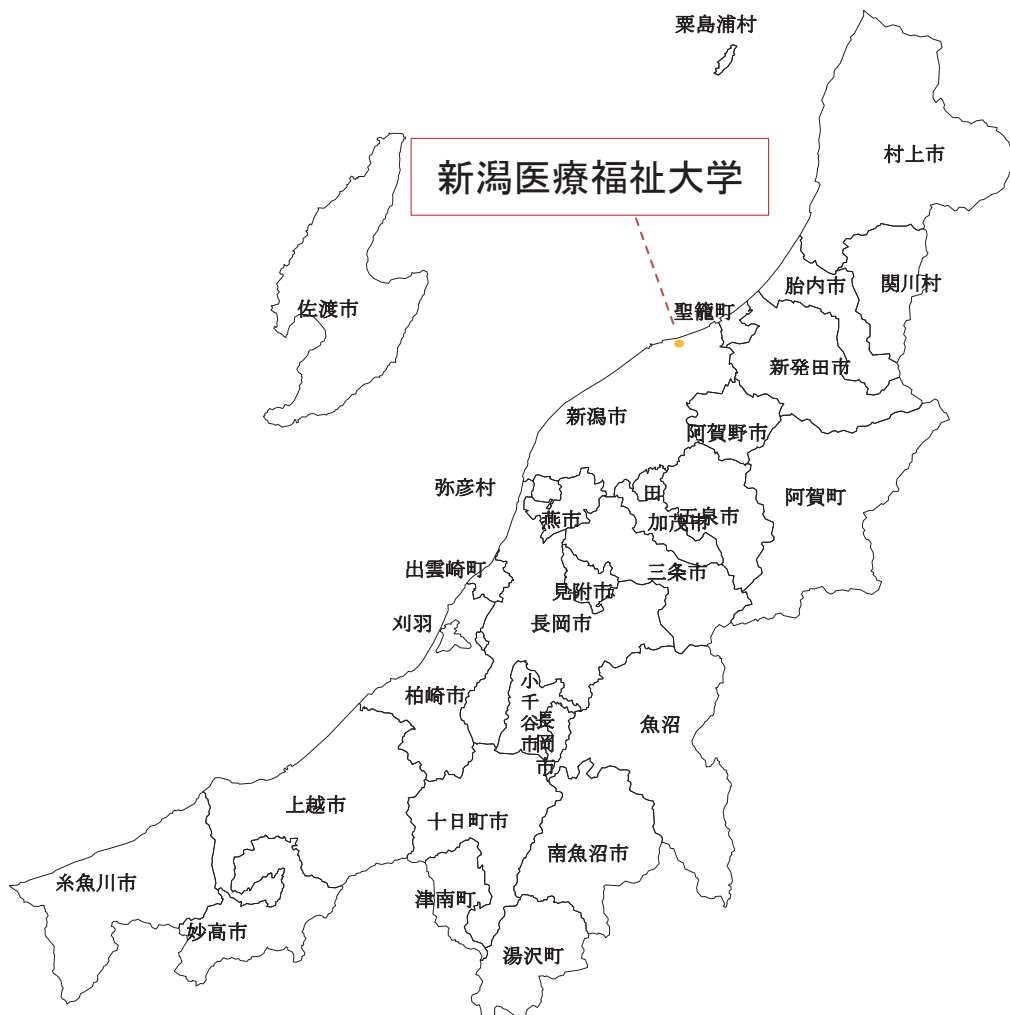 粟島浦村
村上市
新潟医療福祉大学
関川村
胎内市
佐渡市
聖籠町
新発田市
新潟市
阿賀野市
弥彦村
田
阿賀町
燕市
加茂市
五泉市
出雲崎町
三条市
見附市
刈羽
長岡市
小千谷市
柏崎市
長岡市
魚沼
上越市
十日町市
南魚沼市
糸魚川市
津南町
妙高市
湯沢町